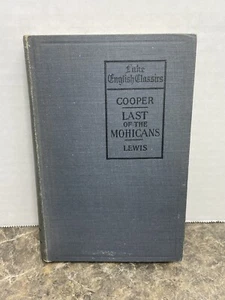 Lake
English Classics
COOPER
LAST
OF THE
MOHICANS
LEWIS